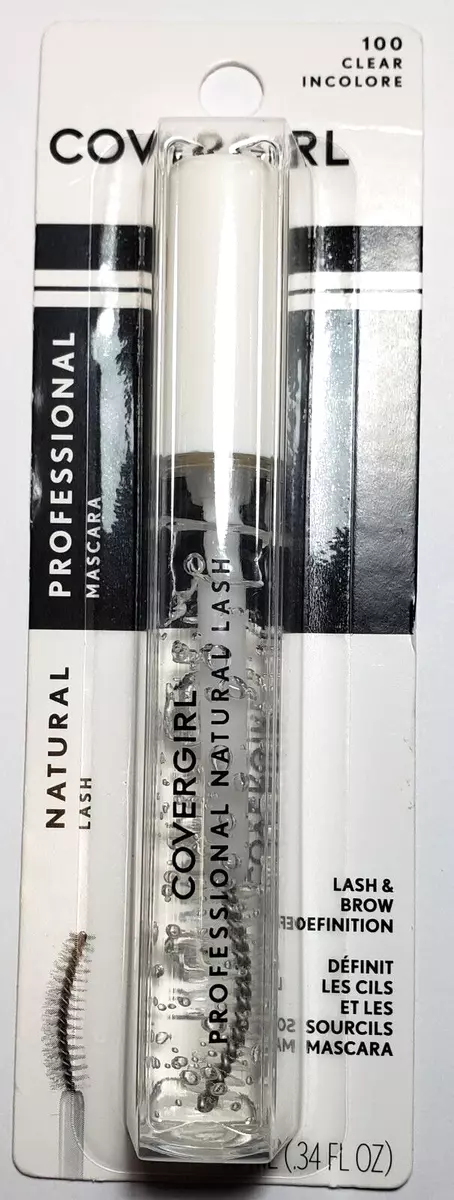 100
CLEAR
INCOLORE
COVERGIRL
PROFESSIONAL
MASCARA
NATURAL
LASH
COVERGIRL
PROFESSIONAL NATURAL LASH
LASH &
BROW
DEFINITION
DÉFINIT
LES CILS
ET LES
SOURCILS
MASCARA
(.34 FL OZ)